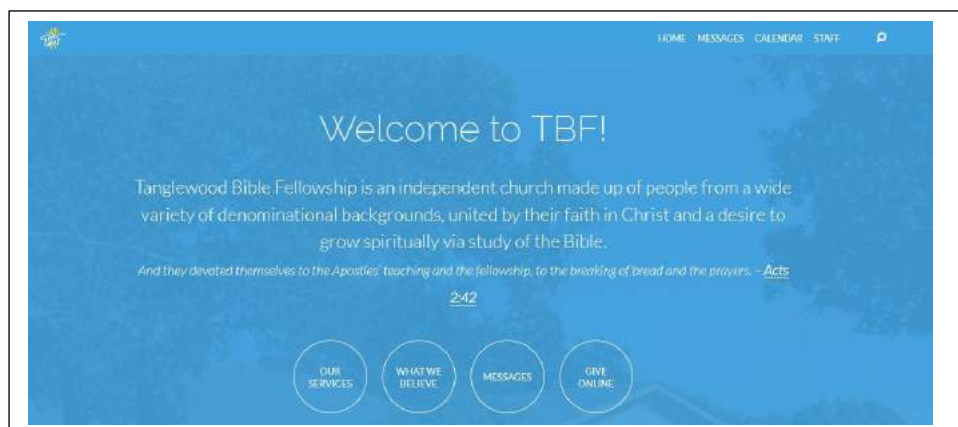 HOME MESSAGES CALENDAR STAFF
Welcome to TBF!
Tanglewood Bible Fellowship is an independent church made up of people from a wide
variety of denominational backgrounds, united by their faith in Christ and a desire to
grow spiritually via study of the Bible.
And they devoted themselves to the Apostles' teaching and the fellowship, to the breaking of bread and the prayers. – Acts
2:42
OUR
SERVICES
WHAT WE
BELIEVE
MESSAGES
GIVE
ONLINE